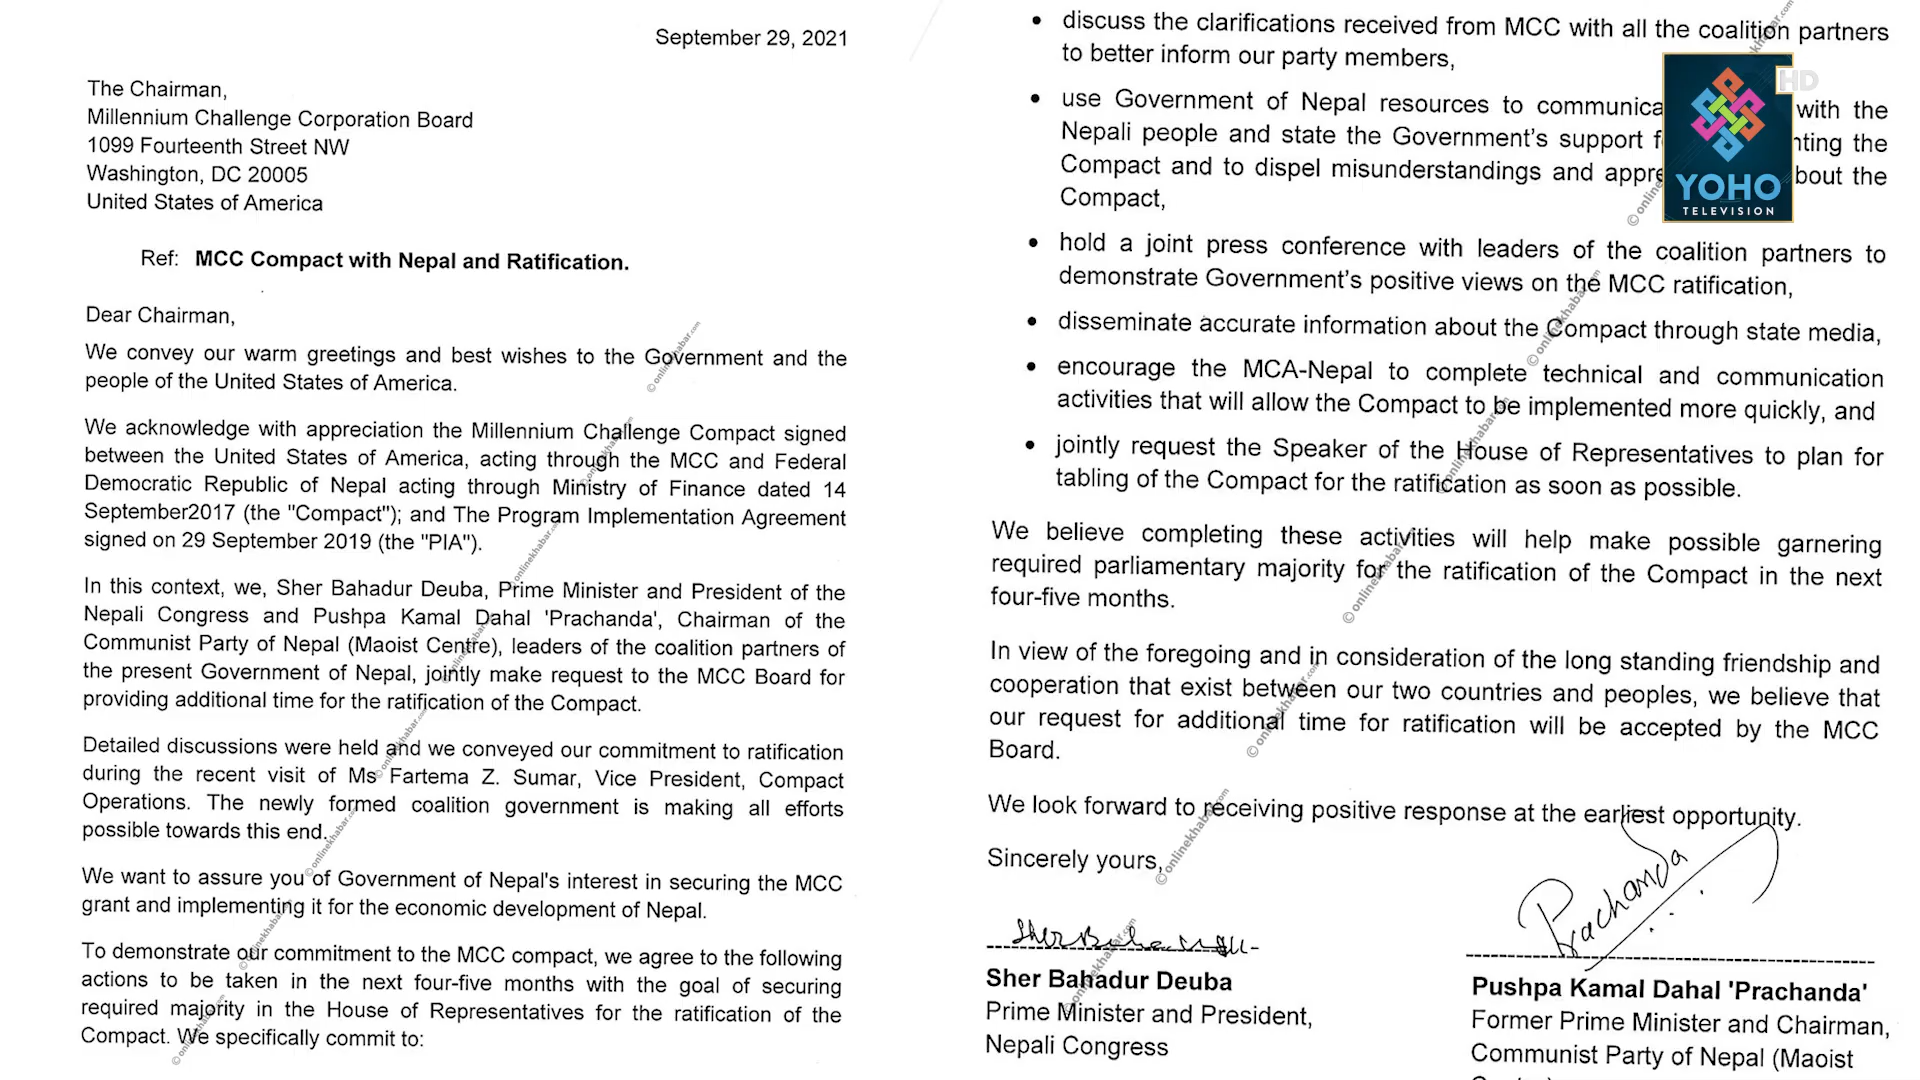 September 29, 2021
The Chairman,
Millennium Challenge Corporation Board
1099 Fourteenth Street NW
Washington, DC 20005
United States of America
Ref: MCC Compact with Nepal and Ratification.
Dear Chairman,
We convey our warm greetings and best wishes to the Government and the
people of the United States of America.
We acknowledge with appreciation the Millennium Challenge Compact signed
between the United States of America, acting through the MCC and Federal
Democratic Republic of Nepal acting through Ministry of Finance dated 14
September2017 (the "Compact"); and The Program Implementation Agreement
signed on 29 September 2019 (the "PIA").
In this context, we, Sher Bahadur Deuba, Prime Minister and President of the
Nepali Congress and Pushpa Kamal Dahal 'Prachanda', Chairman of the
Communist Party of Nepal (Maoist Centre), leaders of the coalition partners of
the present Government of Nepal, jointly make request to the MCC Board for
providing additional time for the ratification of the Compact.
Detailed discussions were held and we conveyed our commitment to ratification
during the recent visit of Ms Fartema Z. Sumar, Vice President, Compact
Operations. The newly formed coalition government is making all efforts
possible towards this end.
We want to assure you of Government of Nepal's interest in securing the MCC
grant and implementing it for the economic development of Nepal.
To demonstrate our commitment to the MCC compact, we agree to the following
actions to be taken in the next four-five months with the goal of securing
required majority in the House of Representatives for the ratification of the
Compact. We specifically commit to:
• discuss the clarifications received from MCC with all the coalition partners
to better inform our party members,
• use Government of Nepal resources to communica with the
Nepali people and state the Government's support f nting the
Compact and to dispel misunderstandings and appre bout the
Compact,
• hold a joint press conference with leaders of the coalition partners to
demonstrate Government's positive views on the MCC ratification,
• disseminate accurate information about the Compact through state media,
• encourage the MCA-Nepal to complete technical and communication
activities that will allow the Compact to be implemented more quickly, and
• jointly request the Speaker of the House of Representatives to plan for
tabling of the Compact for the ratification as soon as possible.
We believe completing these activities will help make possible garnering
required parliamentary majority for the ratification of the Compact in the next
four-five months.
In view of the foregoing and in consideration of the long standing friendship and
cooperation that exist between our two countries and peoples, we believe that
our request for additional time for ratification will be accepted by the MCC
Board.
We look forward to receiving positive response at the earliest opportunity.
Sincerely yours,
Prachanda
Sher Bahadur Deuba
Prime Minister and President,
Nepali Congress
Pushpa Kamal Dahal 'Prachanda'
Former Prime Minister and Chairman,
Communist Party of Nepal (Maoist
HD
YOHO
TELEVISION
©onlinekhabar.com
©onlinekhabar.com
©onlinekhabar.com
©onlinekhabar.com
©onlinekhabar.com
©onlinekhabar.com